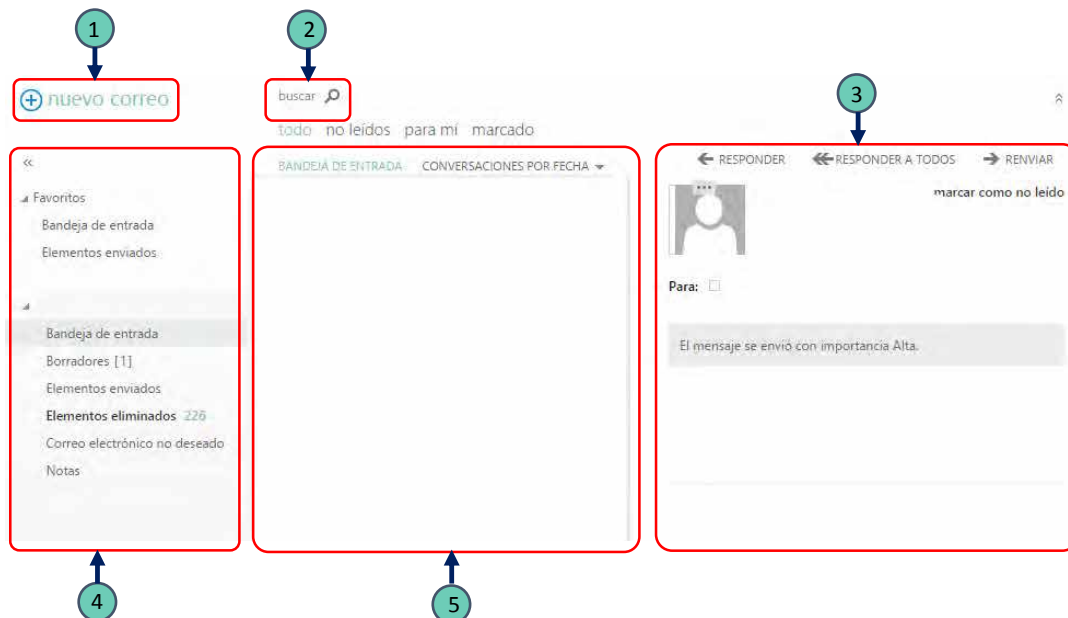 1
2
nuevo correo
buscar
3
todo no leídos para mí marcado
«
BANDEJA DE ENTRADA CONVERSACIONES POR FECHA
RESPONDER RESPONDER A TODOS RENVIAR
Favoritos
marcar como no leído
Bandeja de entrada
Elementos enviados
Para:
Bandeja de entrada
El mensaje se envió con importancia Alta.
Borradores [1]
Elementos enviados
Elementos eliminados 226
Correo electrónico no deseado
Notas
4
5